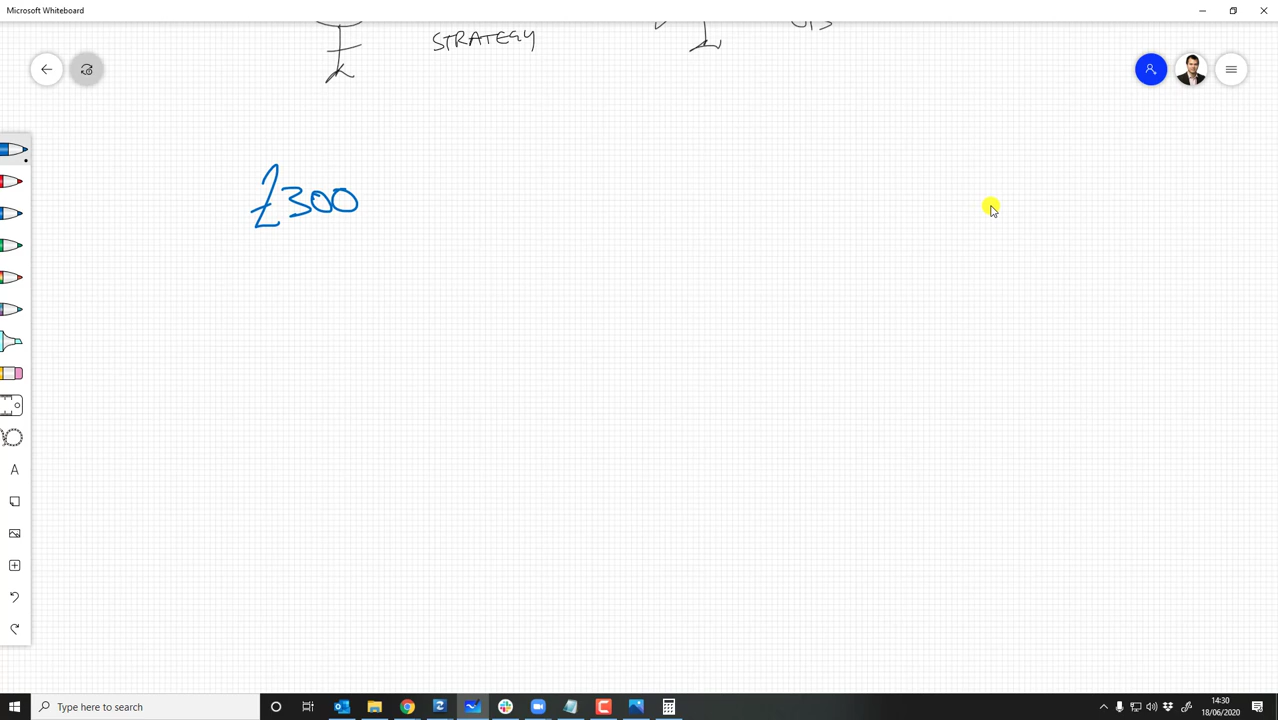 Microsoft Whiteboard
STRATEGY
£300
A
Type here to search
14:30
18/06/2020